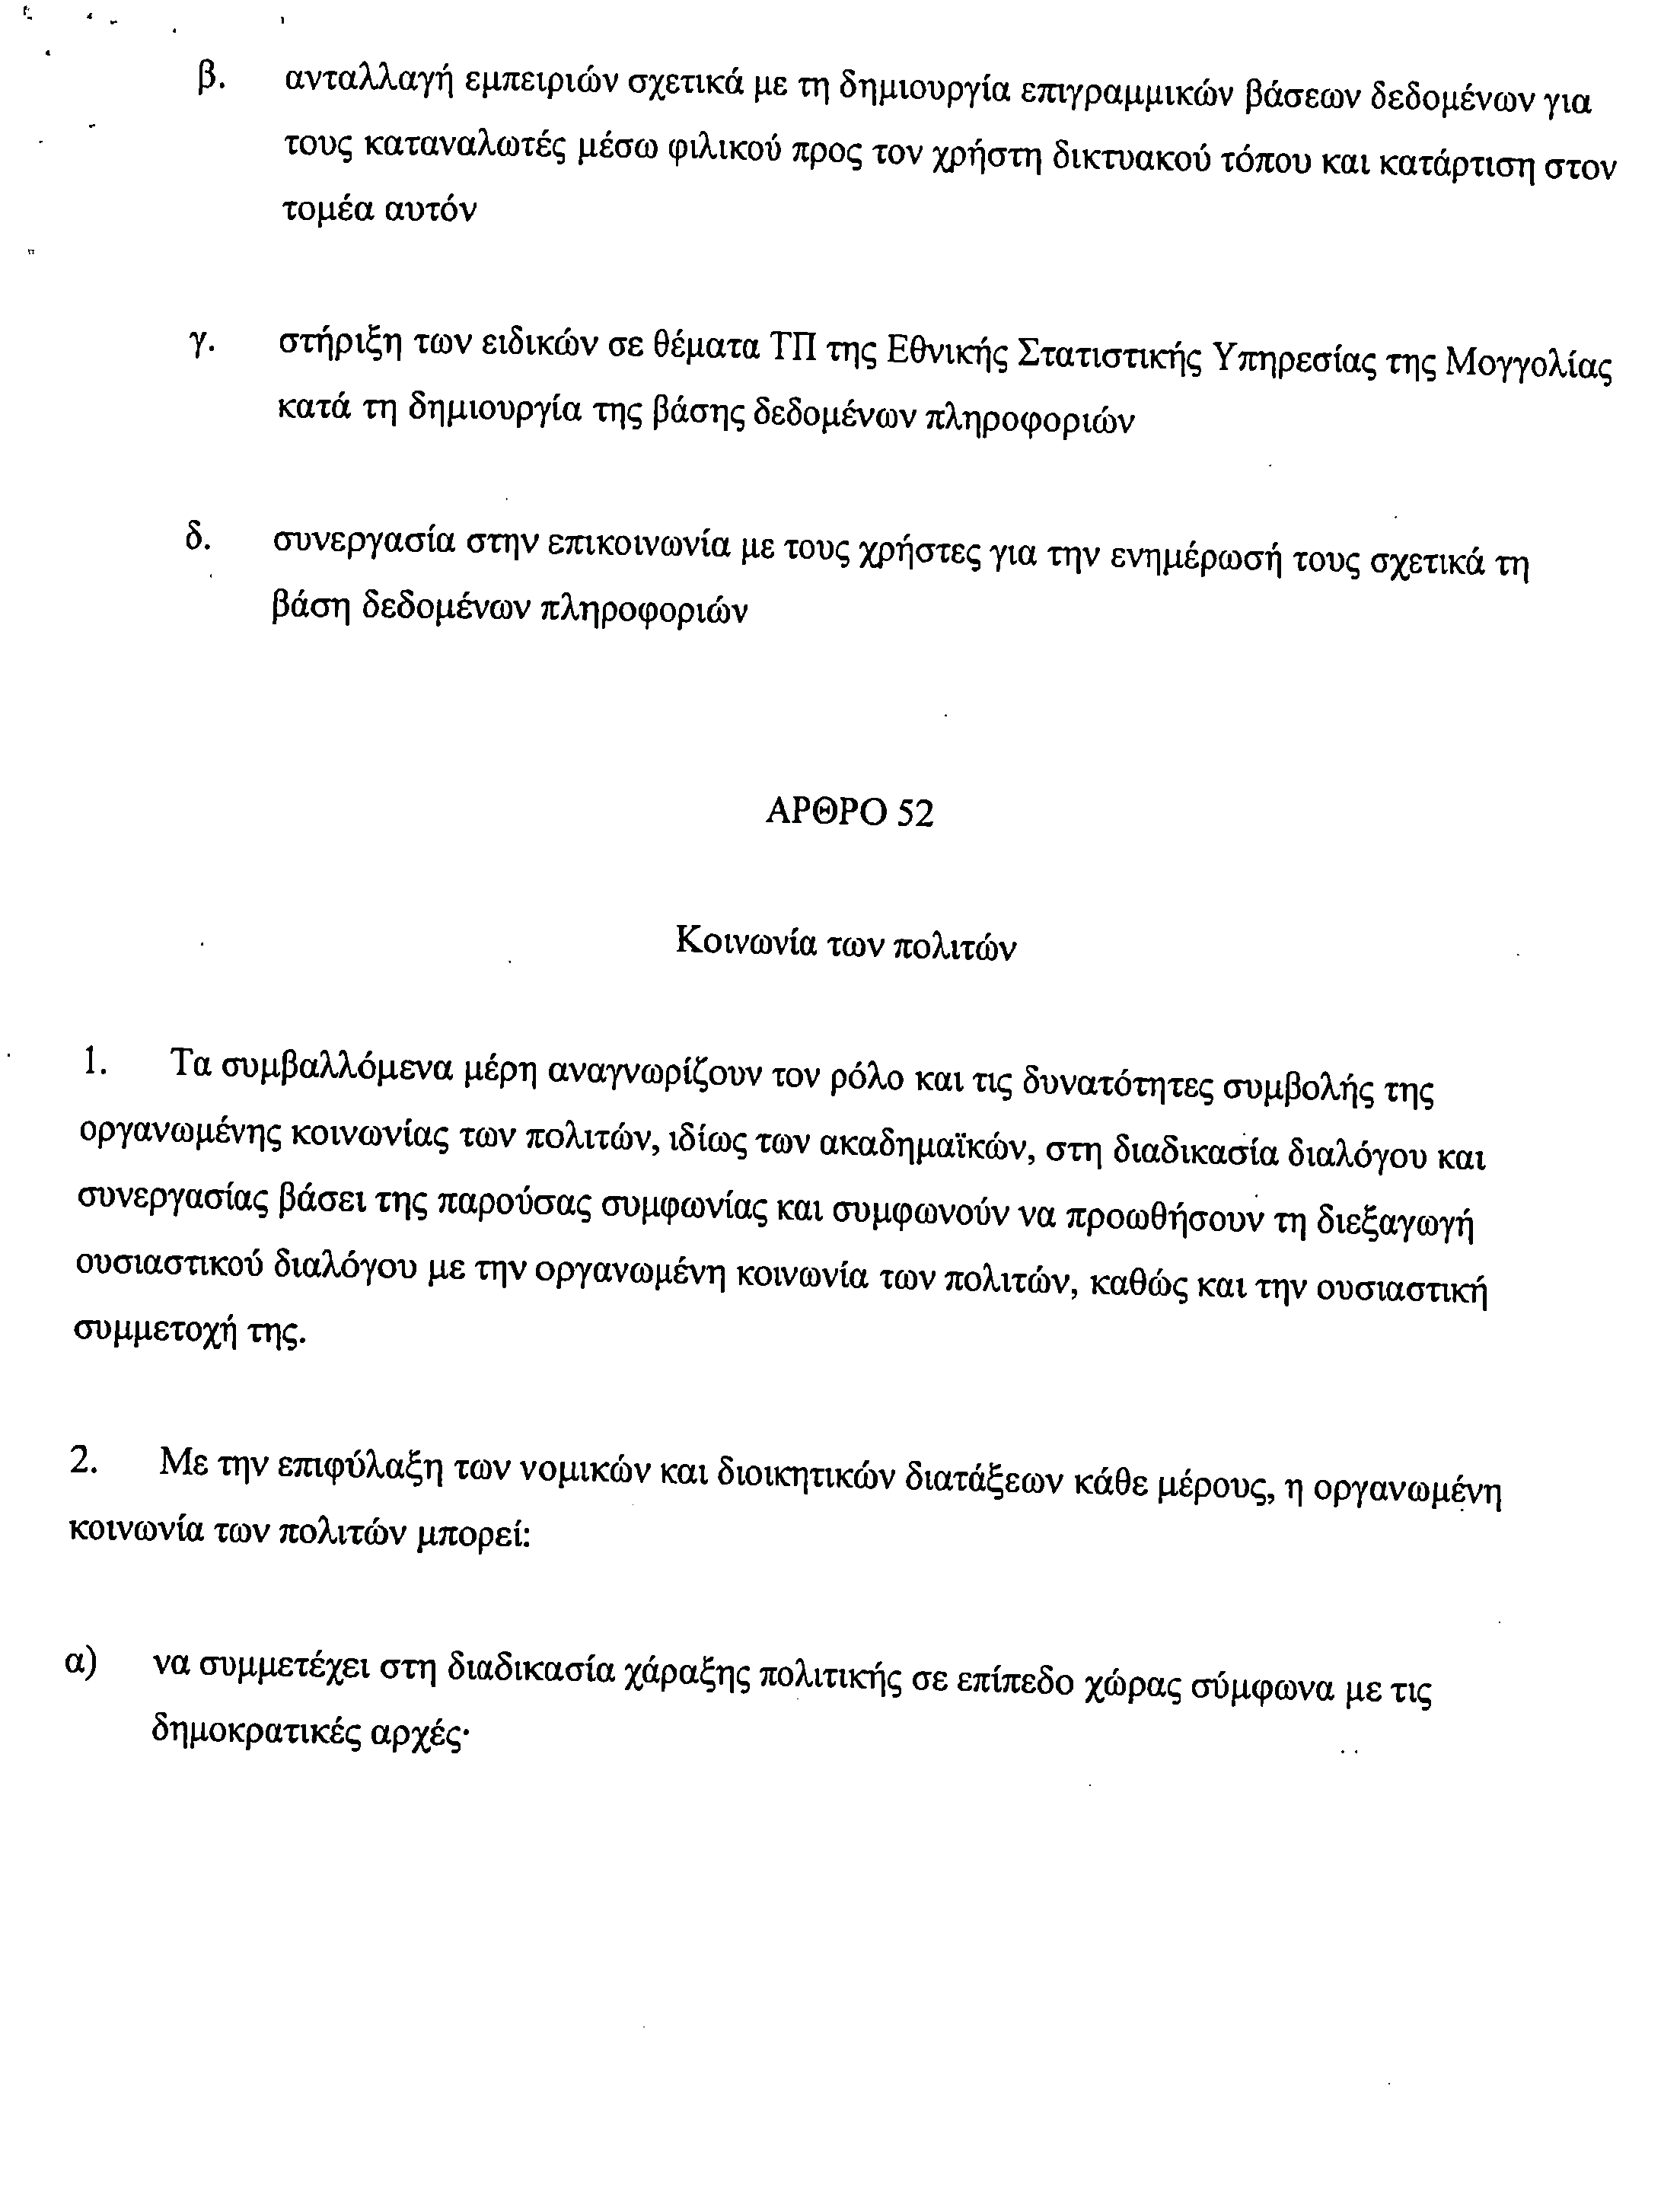 β. ανταλλαγή εμπειριών σχετικά με τη δημιουργία επιγραμμικών βάσεων δεδομένων για
τους καταναλωτές μέσω φιλικού προς τον χρήστη δικτυακού τόπου και κατάρτιση στον
τομέα αυτόν
γ. στήριξη των ειδικών σε θέματα ΤΠ της Εθνικής Στατιστικής Υπηρεσίας της Μογγολίας
κατά τη δημιουργία της βάσης δεδομένων πληροφοριών
δ. συνεργασία στην επικοινωνία με τους χρήστες για την ενημέρωσή τους σχετικά τη
βάση δεδομένων πληροφοριών
ΑΡΘΡΟ 52
Κοινωνία των πολιτών
1. Τα συμβαλλόμενα μέρη αναγνωρίζουν τον ρόλο και τις δυνατότητες συμβολής της
οργανωμένης κοινωνίας των πολιτών, ιδίως των ακαδημαϊκών, στη διαδικασία διαλόγου και
συνεργασίας βάσει της παρούσας συμφωνίας και συμφωνούν να προωθήσουν τη διεξαγωγή
ουσιαστικού διαλόγου με την οργανωμένη κοινωνία των πολιτών, καθώς και την ουσιαστική
συμμετοχή της.
2. Με την επιφύλαξη των νομικών και διοικητικών διατάξεων κάθε μέρους, η οργανωμένη
κοινωνία των πολιτών μπορεί:
α) να συμμετέχει στη διαδικασία χάραξης πολιτικής σε επίπεδο χώρας σύμφωνα με τις
δημοκρατικές αρχές·